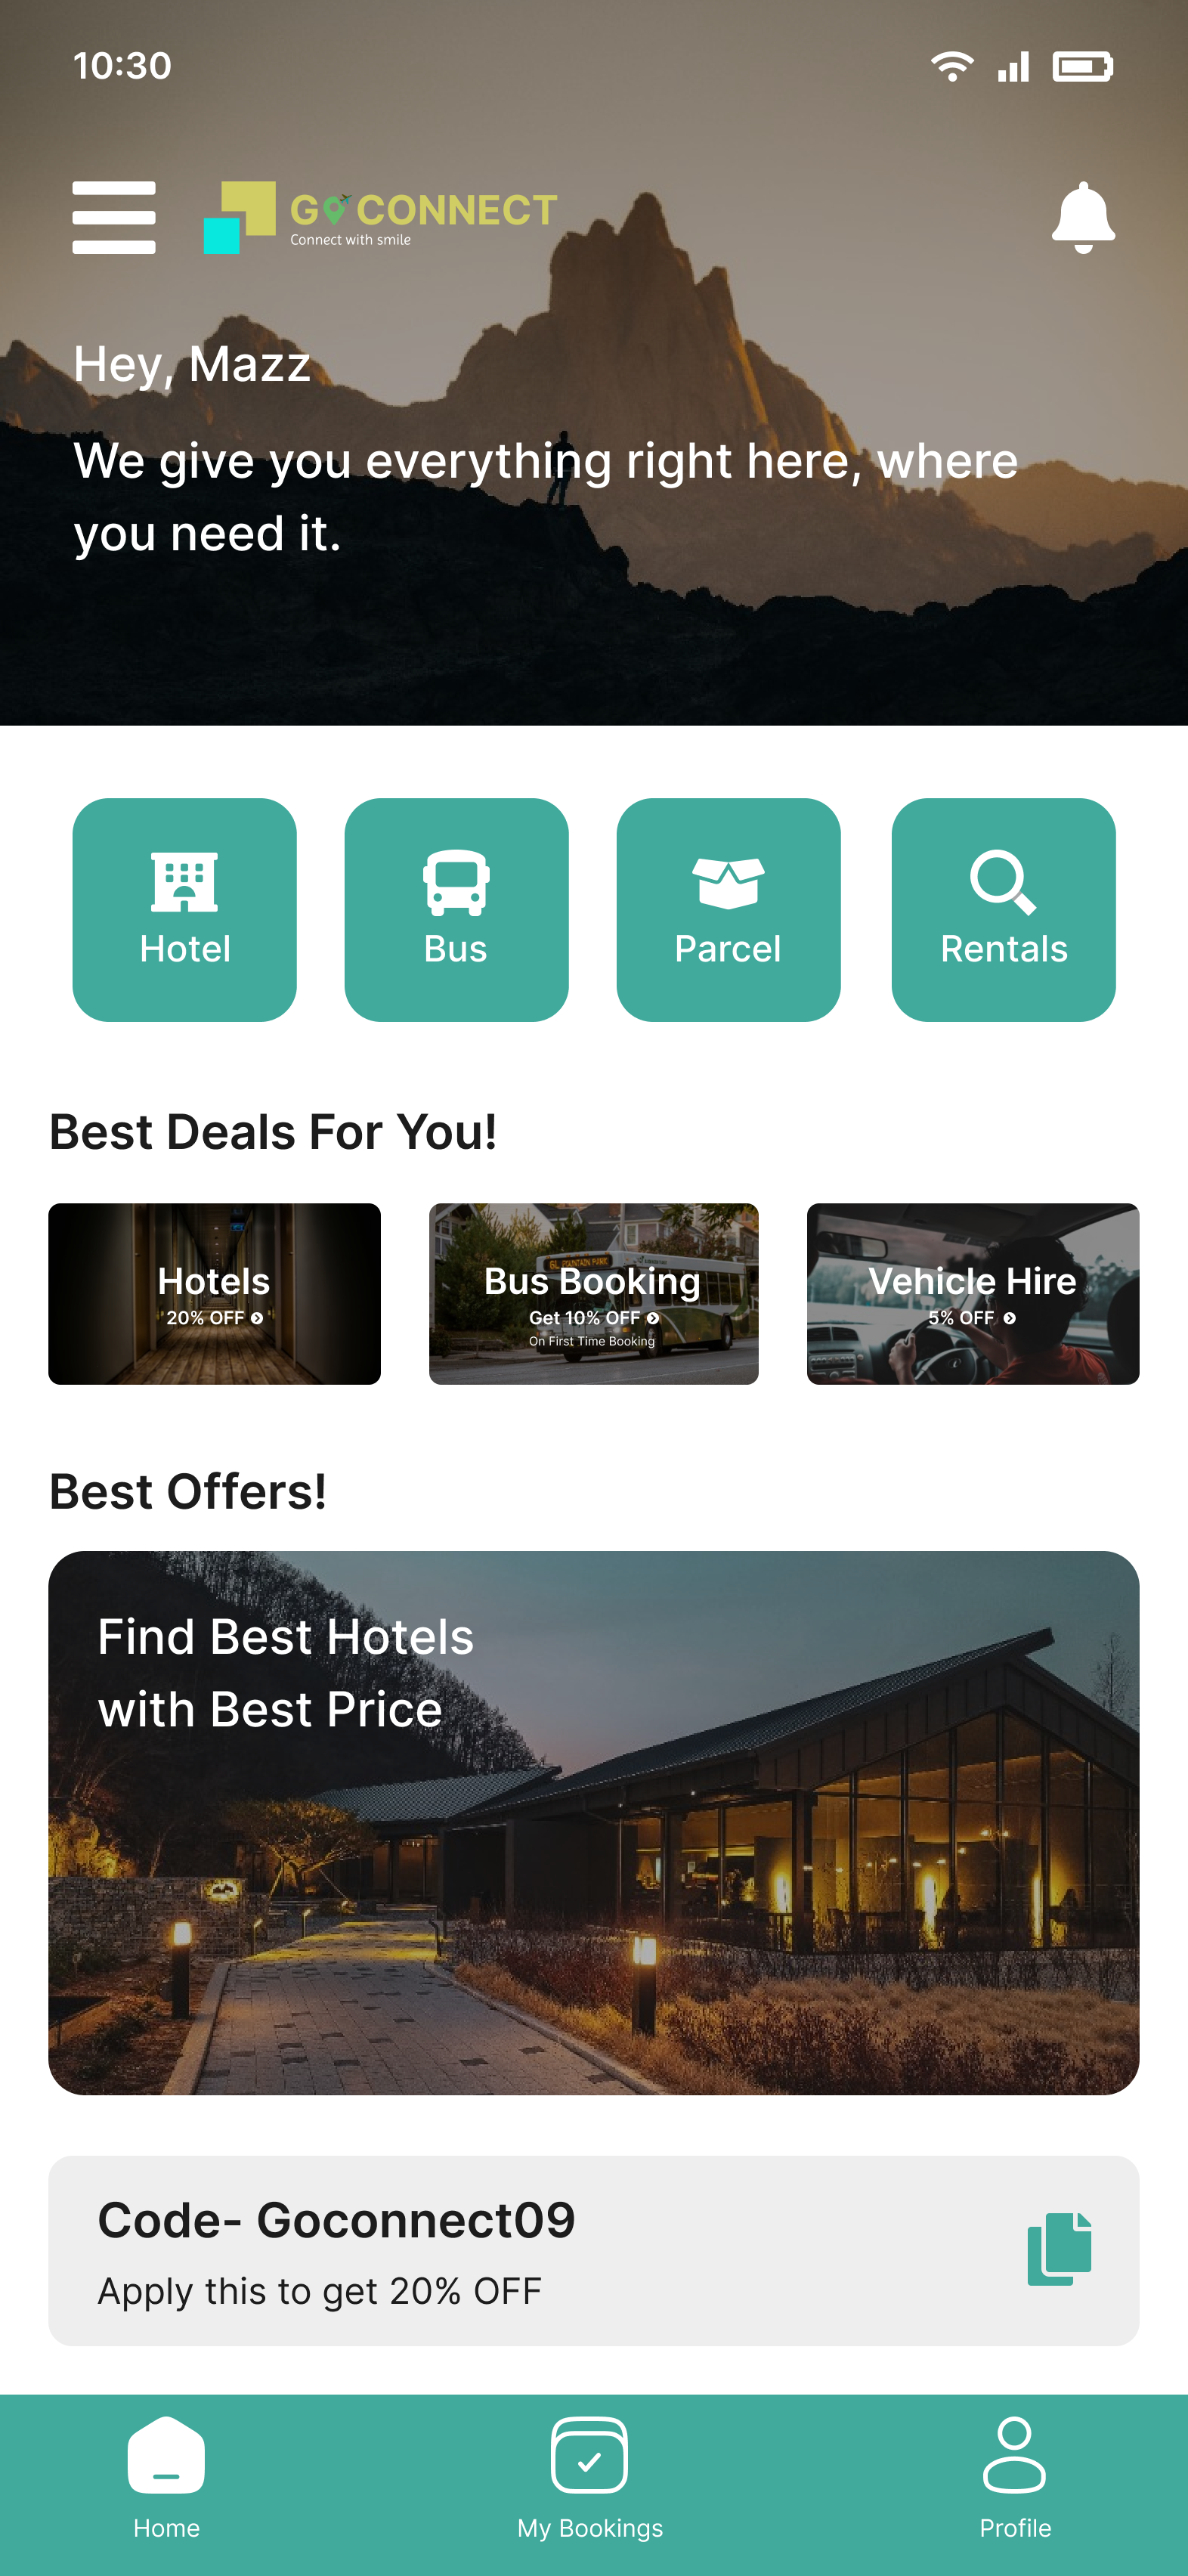 10:30
GO CONNECT
Connect with smile
Hey, Mazz
We give you everything right here, where
you need it.
Hotel
Bus
Parcel
Rentals
Best Deals For You!
Hotels
20% OFF
Bus Booking
Get 10% OFF
On First Time Booking
Vehicle Hire
5% OFF
Best Offers!
Find Best Hotels
with Best Price
Code- Goconnect09
Apply this to get 20% OFF
Home
My Bookings
Profile